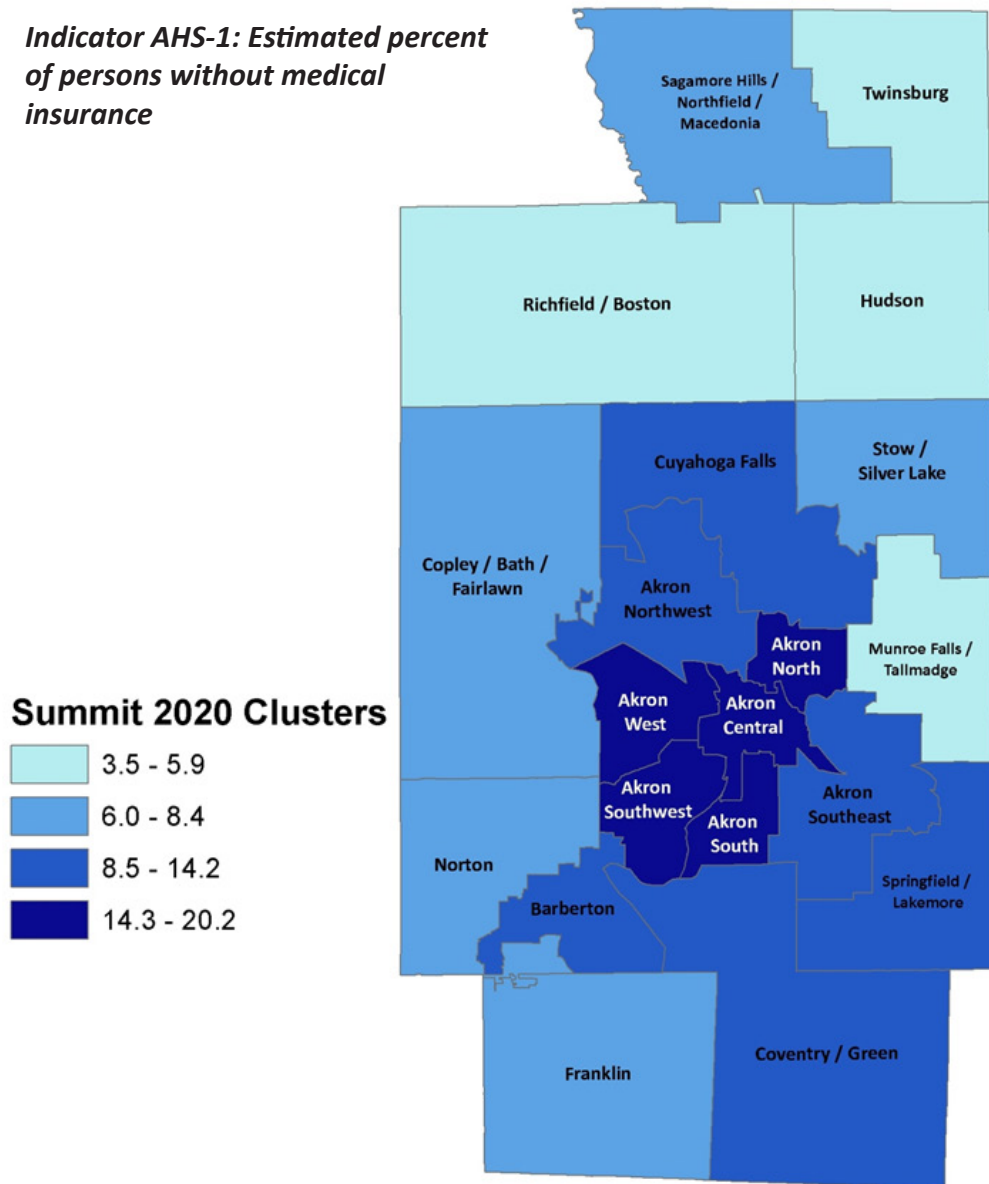 Indicator AHS-1: Estimated percent
of persons without medical
insurance
Sagamore Hills /
Northfield /
Macedonia
Twinsburg
Richfield / Boston
Hudson
Cuyahoga Falls
Stow /
Silver Lake
Copley / Bath /
Fairlawn
Akron
Northwest
Akron
North
Munroe Falls /
Tallmadge
Akron
West
Akron
Central
Akron
Southwest
Akron
South
Akron
Southeast
Norton
Barberton
Springfield /
Lakemore
Franklin
Coventry / Green
Summit 2020 Clusters
3.5 - 5.9
6.0 - 8.4
8.5 - 14.2
14.3 - 20.2